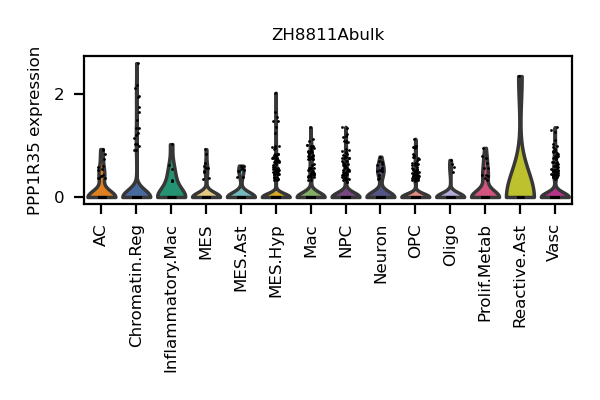 ZH8811Abulk
PPP1R35 expression
2
0
AC
Chromatin.Reg
Inflammatory.Mac
MES
MES.Ast
MES.Hyp
Mac
NPC
Neuron
OPC
Oligo
Prolif.Metab
Reactive.Ast
Vasc